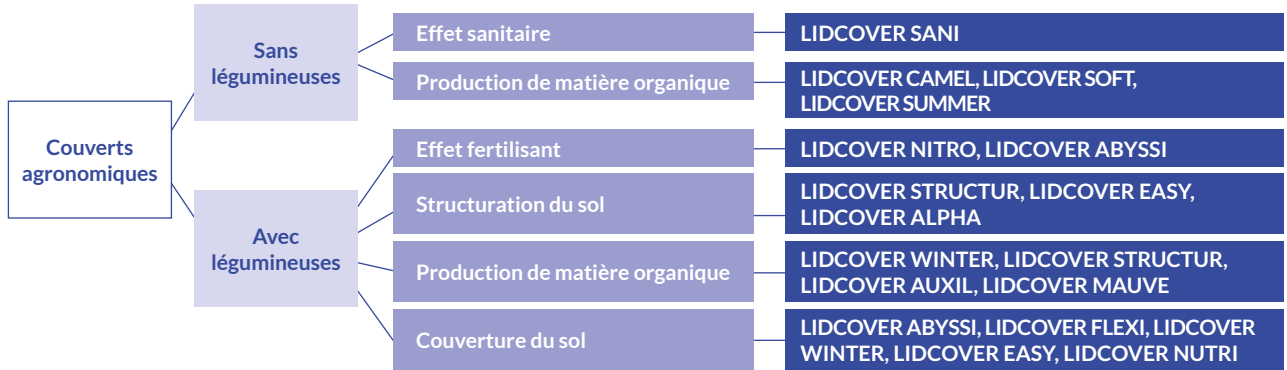 Couverts
agronomiques
Sans
légumineuses
Effet sanitaire
LIDCOVER SANI
Production de matière organique
LIDCOVER CAMEL, LIDCOVER SOFT,
LIDCOVER SUMMER
Avec
légumineuses
Effet fertilisant
LIDCOVER NITRO, LIDCOVER ABYSSI
Structuration du sol
LIDCOVER STRUCTUR, LIDCOVER EASY,
LIDCOVER ALPHA
Production de matière organique
LIDCOVER WINTER, LIDCOVER STRUCTUR,
LIDCOVER AUXIL, LIDCOVER MAUVE
Couverture du sol
LIDCOVER ABYSSI, LIDCOVER FLEXI, LIDCOVER
WINTER, LIDCOVER EASY, LIDCOVER NUTRI